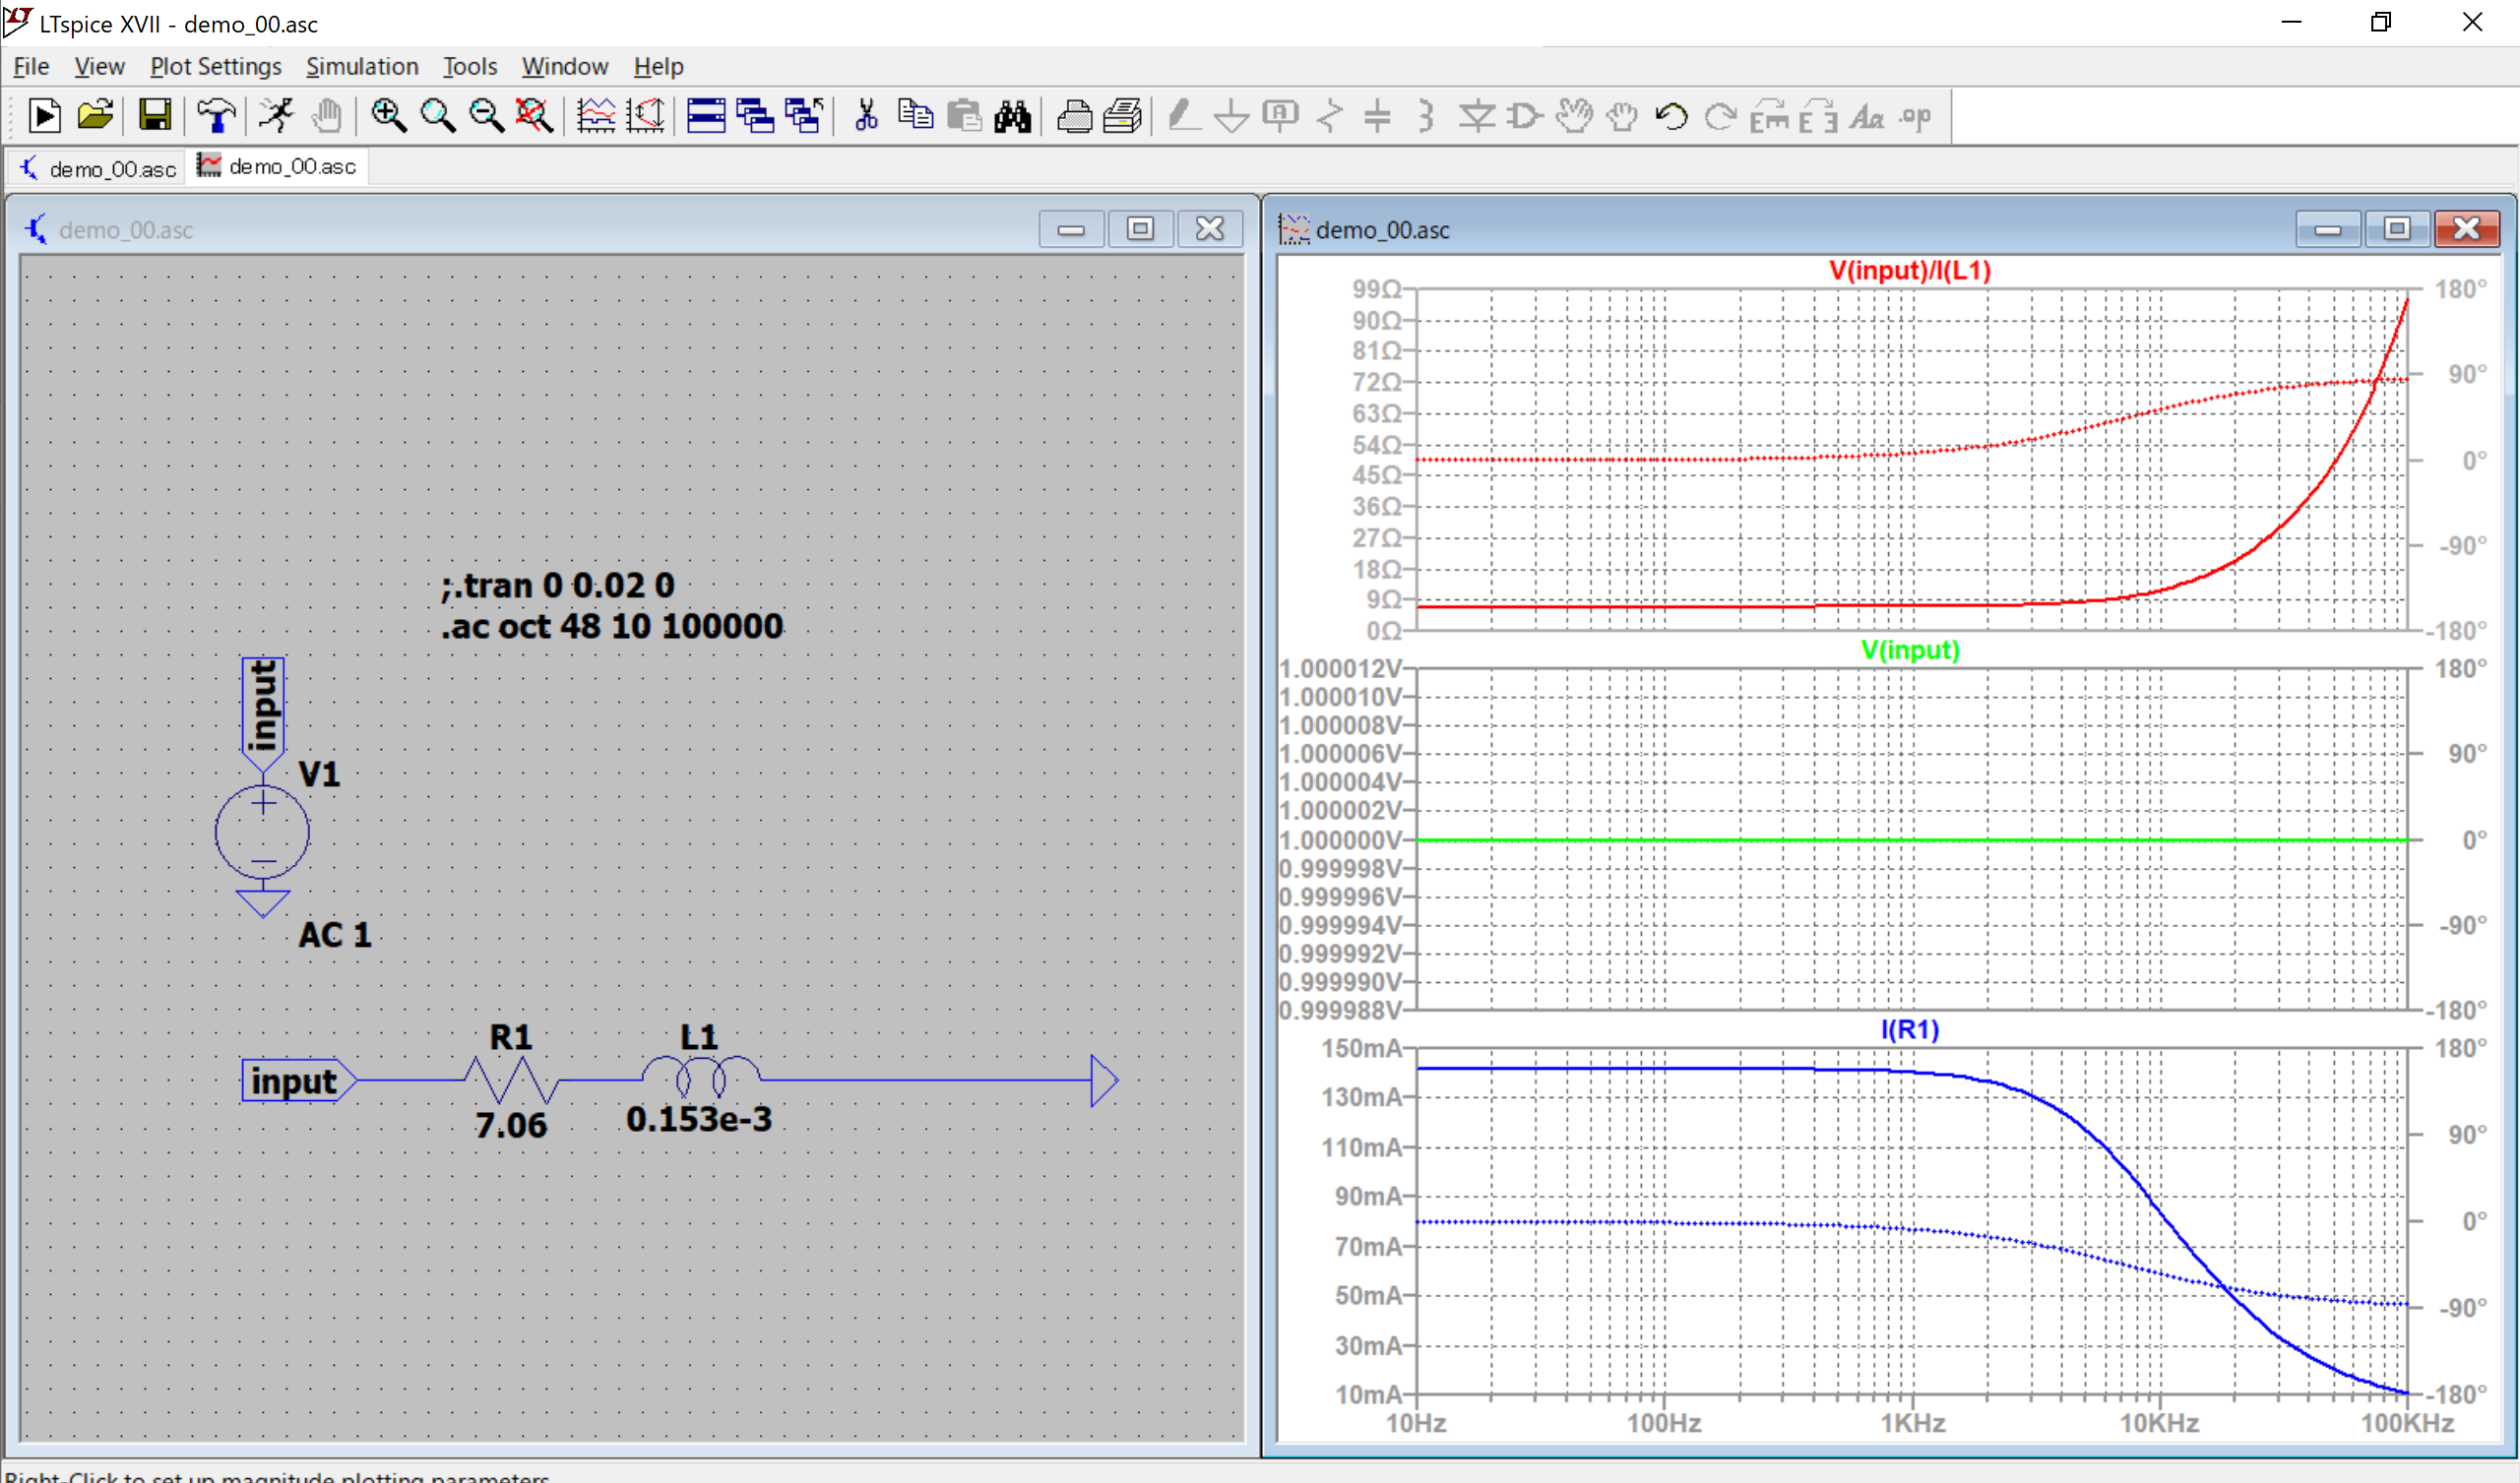 LTspice XVII - demo_00.asc
File View Plot Settings Simulation Tools Window Help
A
Aa .op
demo_00.asc demo_00.asc
demo_00.asc
;.tran 0 0.02 0
.ac oct 48 10 100000
input
V1
AC 1
R1 L1
input
7.06 0.153e-3
demo_00.asc
V(input)/I(L1)
99Ω 180°
90Ω
81Ω
72Ω 90°
63Ω
54Ω
45Ω 0°
36Ω
27Ω -90°
18Ω
9Ω
0Ω -180°
V(input)
1.000012V 180°
1.000010V
1.000008V
1.000006V 90°
1.000004V
1.000002V
1.000000V 0°
0.999998V
0.999996V
0.999994V -90°
0.999992V
0.999990V
0.999988V -180°
I(R1)
150mA 180°
130mA
110mA 90°
90mA
0°
70mA
50mA -90°
30mA
10mA -180°
10Hz 100Hz 1KHz 10KHz 100KHz
Right-Click to set up magnitude plotting parameters